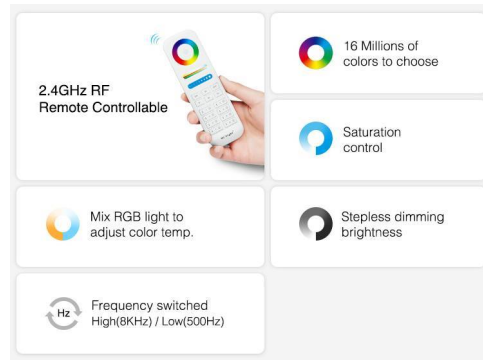 2.4GHz RF
Remote Controllable
16 Millions of
colors to choose
Saturation
control
Mix RGB light to
adjust color temp.
Stepless dimming
brightness
Hz
Frequency switched
High(8KHz) / Low(500Hz)